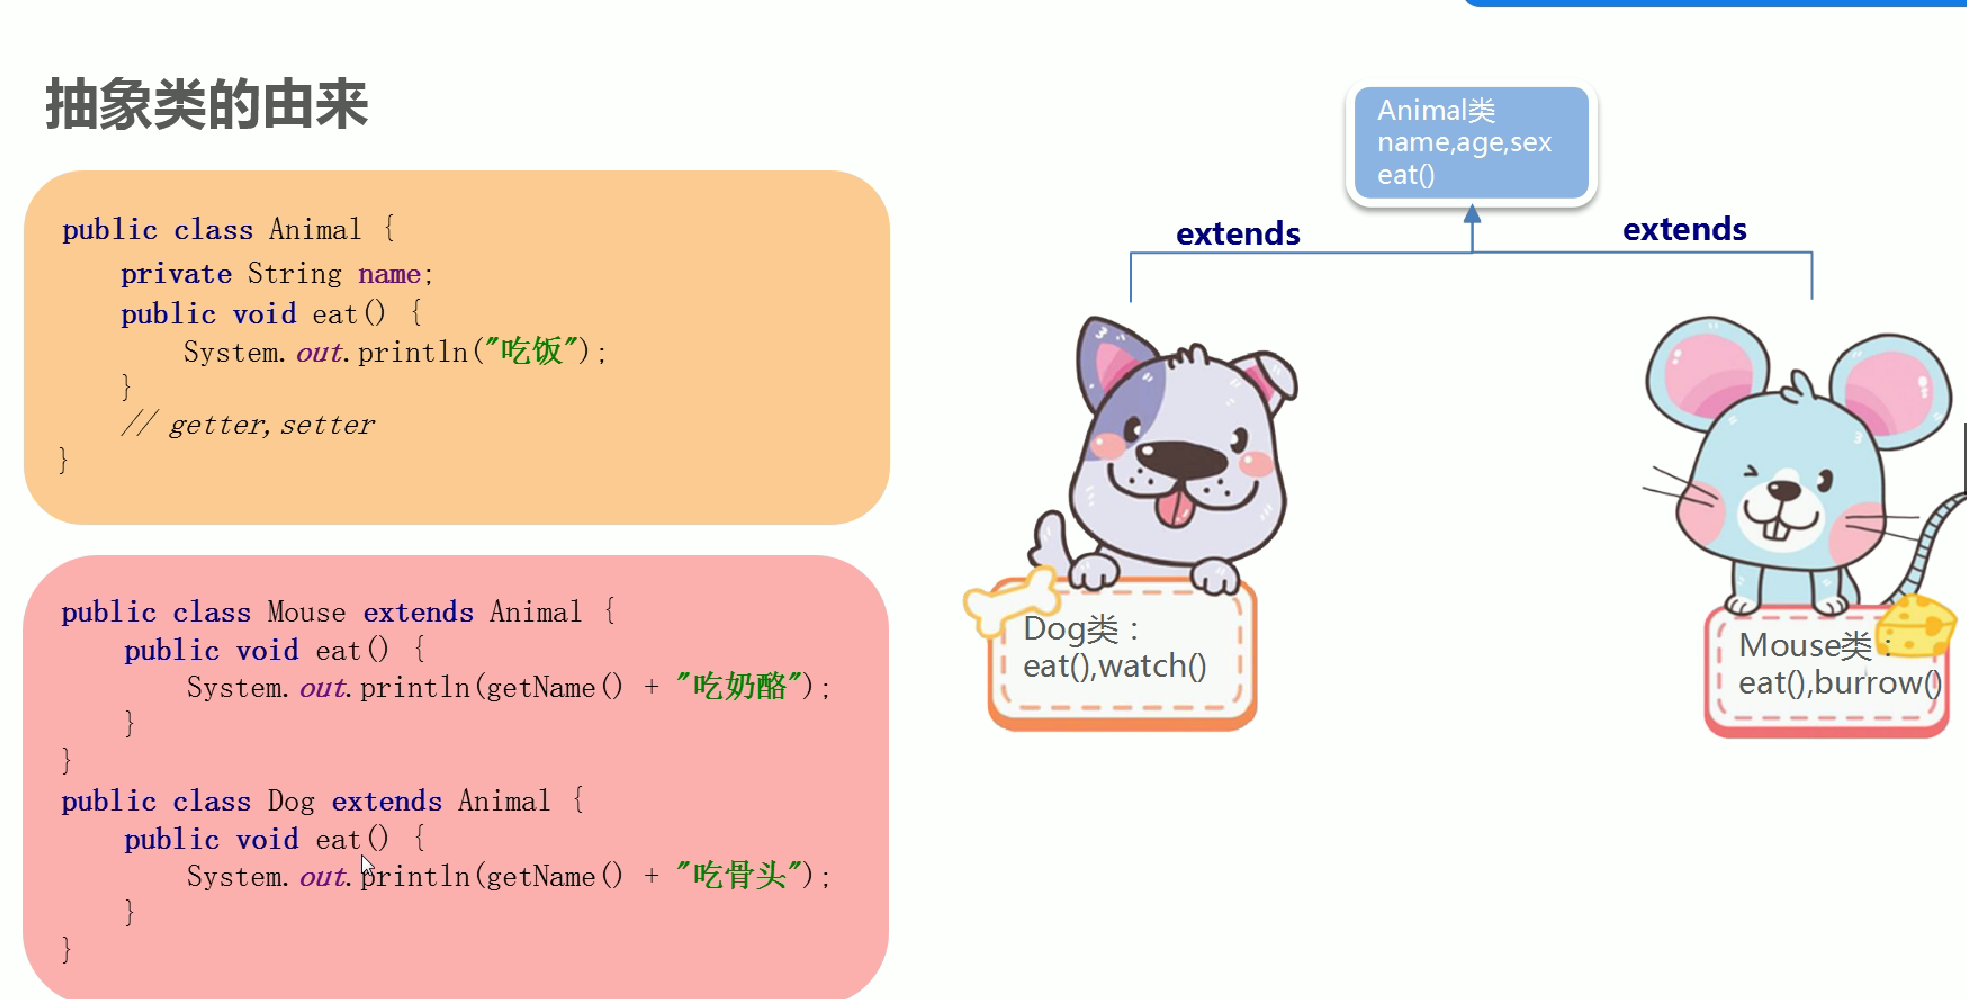 抽象类的由来
public class Animal {
private String name;
public void eat() {
System.out.println("吃饭");
}
// getter,setter
}
public class Mouse extends Animal {
public void eat() {
System.out.println(getName() + "吃奶酪");
}
}
public class Dog extends Animal {
public void eat() {
System.out.println(getName() + "吃骨头");
}
}
Animal类
name,age,sex
eat()
extends
extends
Dog类：
eat(),watch()
Mouse类：
eat(),burrow()